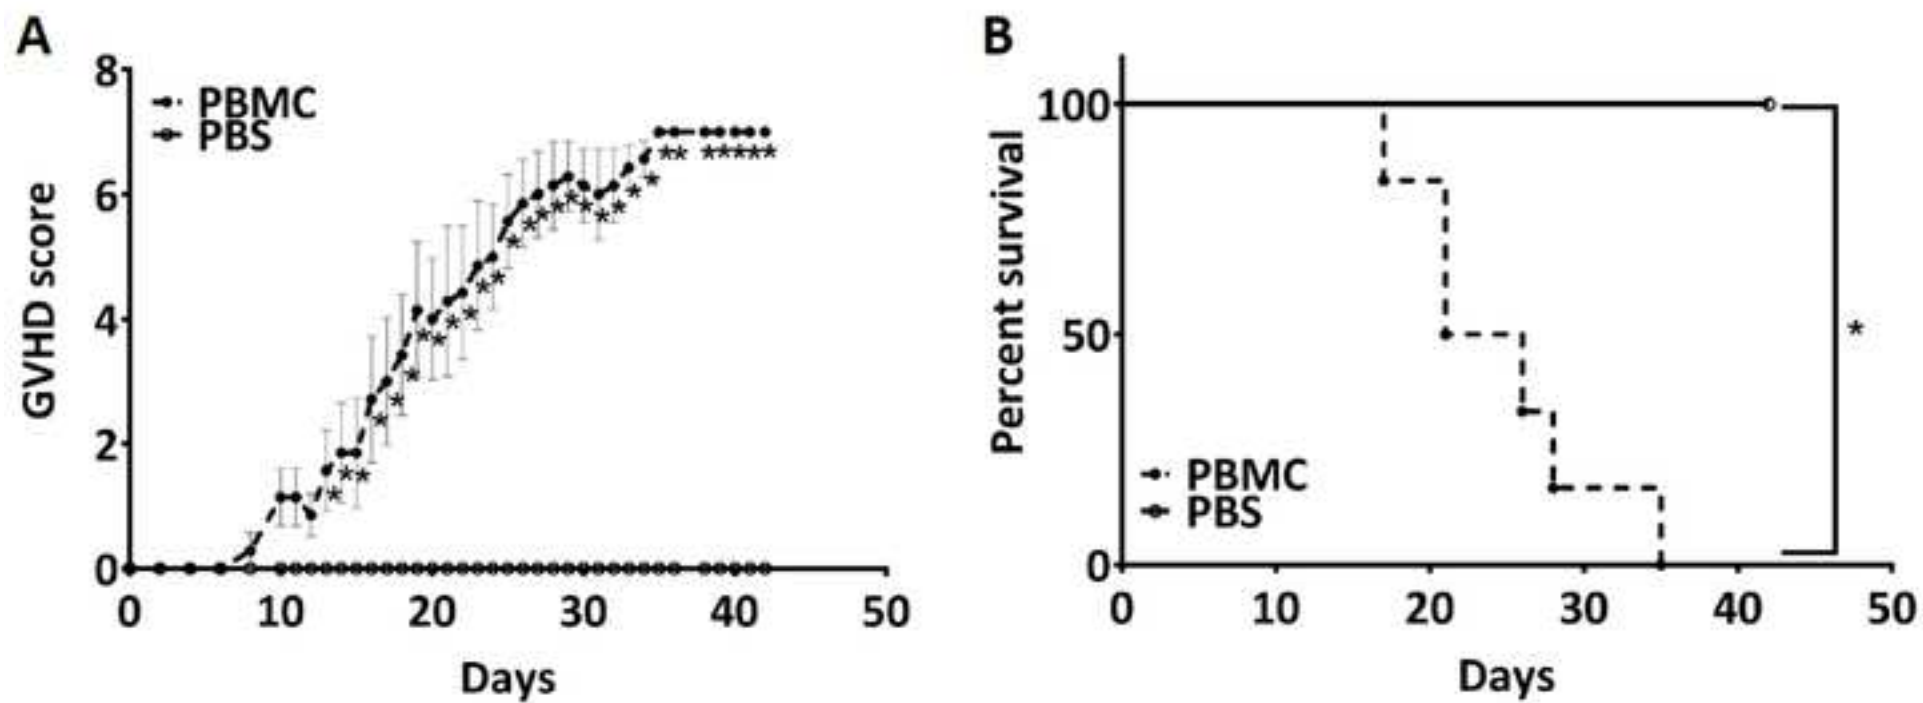 A
8
6
4
2
0
GVHD score
PBMC
PBS
** *****
0 10 20 30 40 50
Days
B
100
50
0
Percent survival
PBMC
PBS
*
0 10 20 30 40 50
Days